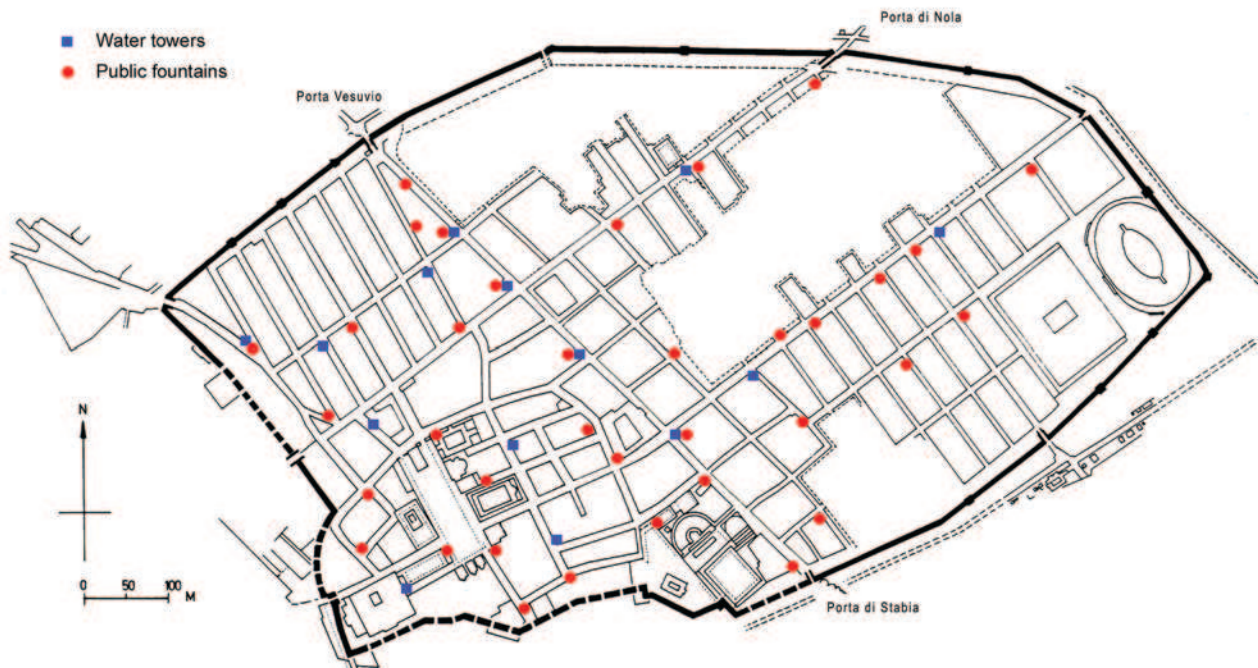 Porta di Nola
Water towers
Public fountains
Porta Vesuvio
N
0 50 100
M
Porta di Stabia